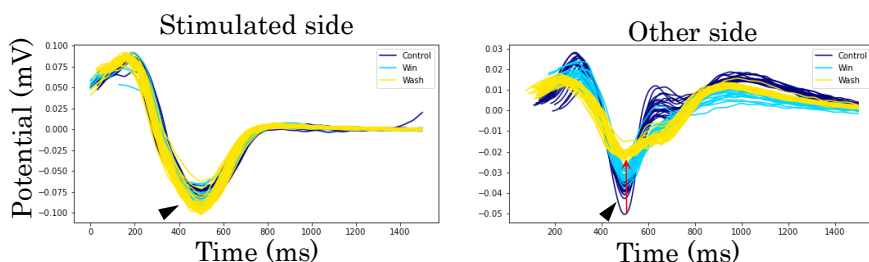 Stimulated side
Other side
Potential (mV)
0.100
0.075
0.050
0.025
0.000
−0.025
−0.050
−0.075
−0.100
Control
Win
Wash
0 200 400 600 800 1000 1200 1400
Time (ms)
0.03
0.02
0.01
0.00
−0.01
−0.02
−0.03
−0.04
−0.05
Control
Win
Wash
0 200 400 600 800 1000 1200 1400
Time (ms)